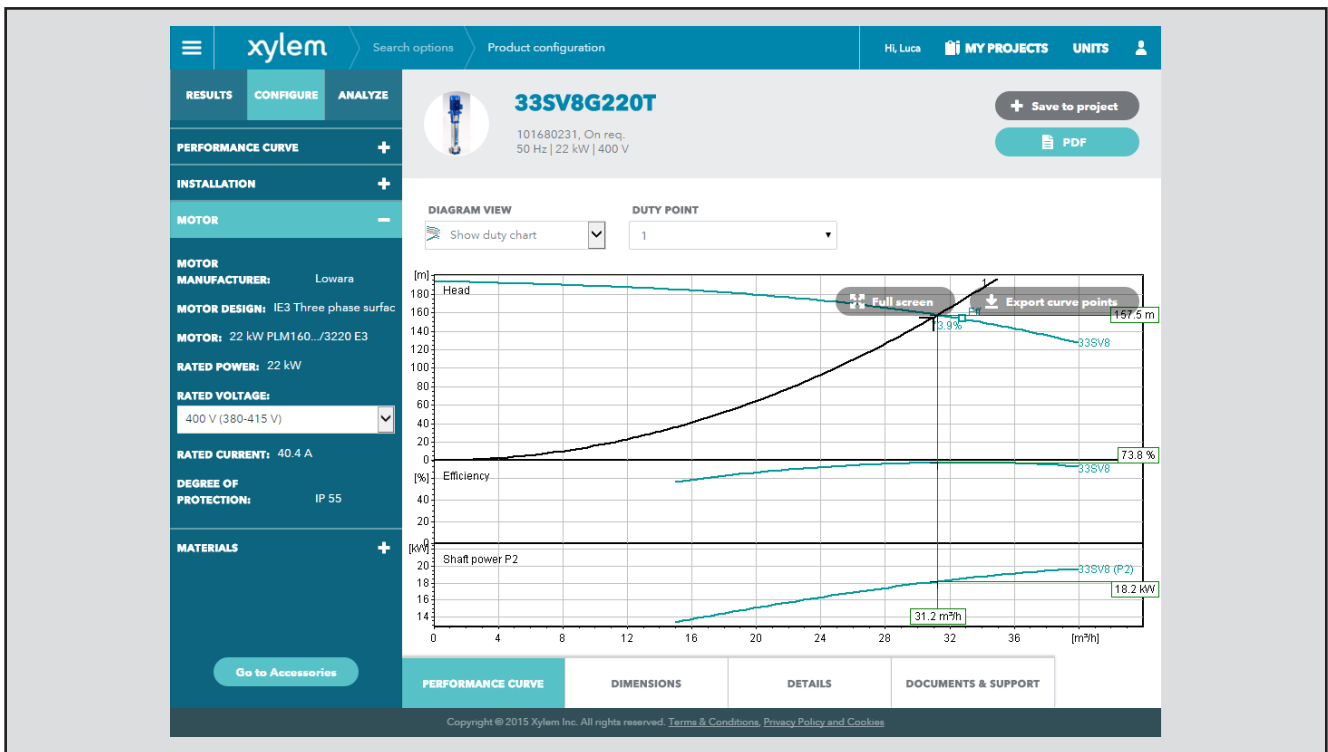 xylem
Search options
Product configuration
Hi, Luca
MY PROJECTS
UNITS
RESULTS
CONFIGURE
ANALYZE
PERFORMANCE CURVE
INSTALLATION
MOTOR
MOTOR
MANUFACTURER: Lowara
MOTOR DESIGN: IE3 Three phase surfac
MOTOR: 22 kW PLM160.../3220 E3
RATED POWER: 22 kW
RATED VOLTAGE:
400 V (380-415 V)
RATED CURRENT: 40.4 A
DEGREE OF
PROTECTION: IP 55
MATERIALS
Go to Accessories
33SV8G220T
101680231, On req.
50 Hz | 22 kW | 400 V
Save to project
PDF
DIAGRAM VIEW
Show duty chart
DUTY POINT
1
[m]
Head
180
160
140
120
100
80
60
40
20
0
1
Full screen
Export curve points
Eff
3.9%
157.5 m
33SV8
[%]
Efficiency
40
20
0
73.8 %
33SV8
[kW]
Shaft power P2
20
18
16
14
33SV8 (P2)
18.2 kW
31.2 m³/h
0 4 8 12 16 20 24 28 32 36 [m³/h]
PERFORMANCE CURVE
DIMENSIONS
DETAILS
DOCUMENTS & SUPPORT
Copyright © 2015 Xylem Inc. All rights reserved. Terms & Conditions, Privacy Policy and Cookies